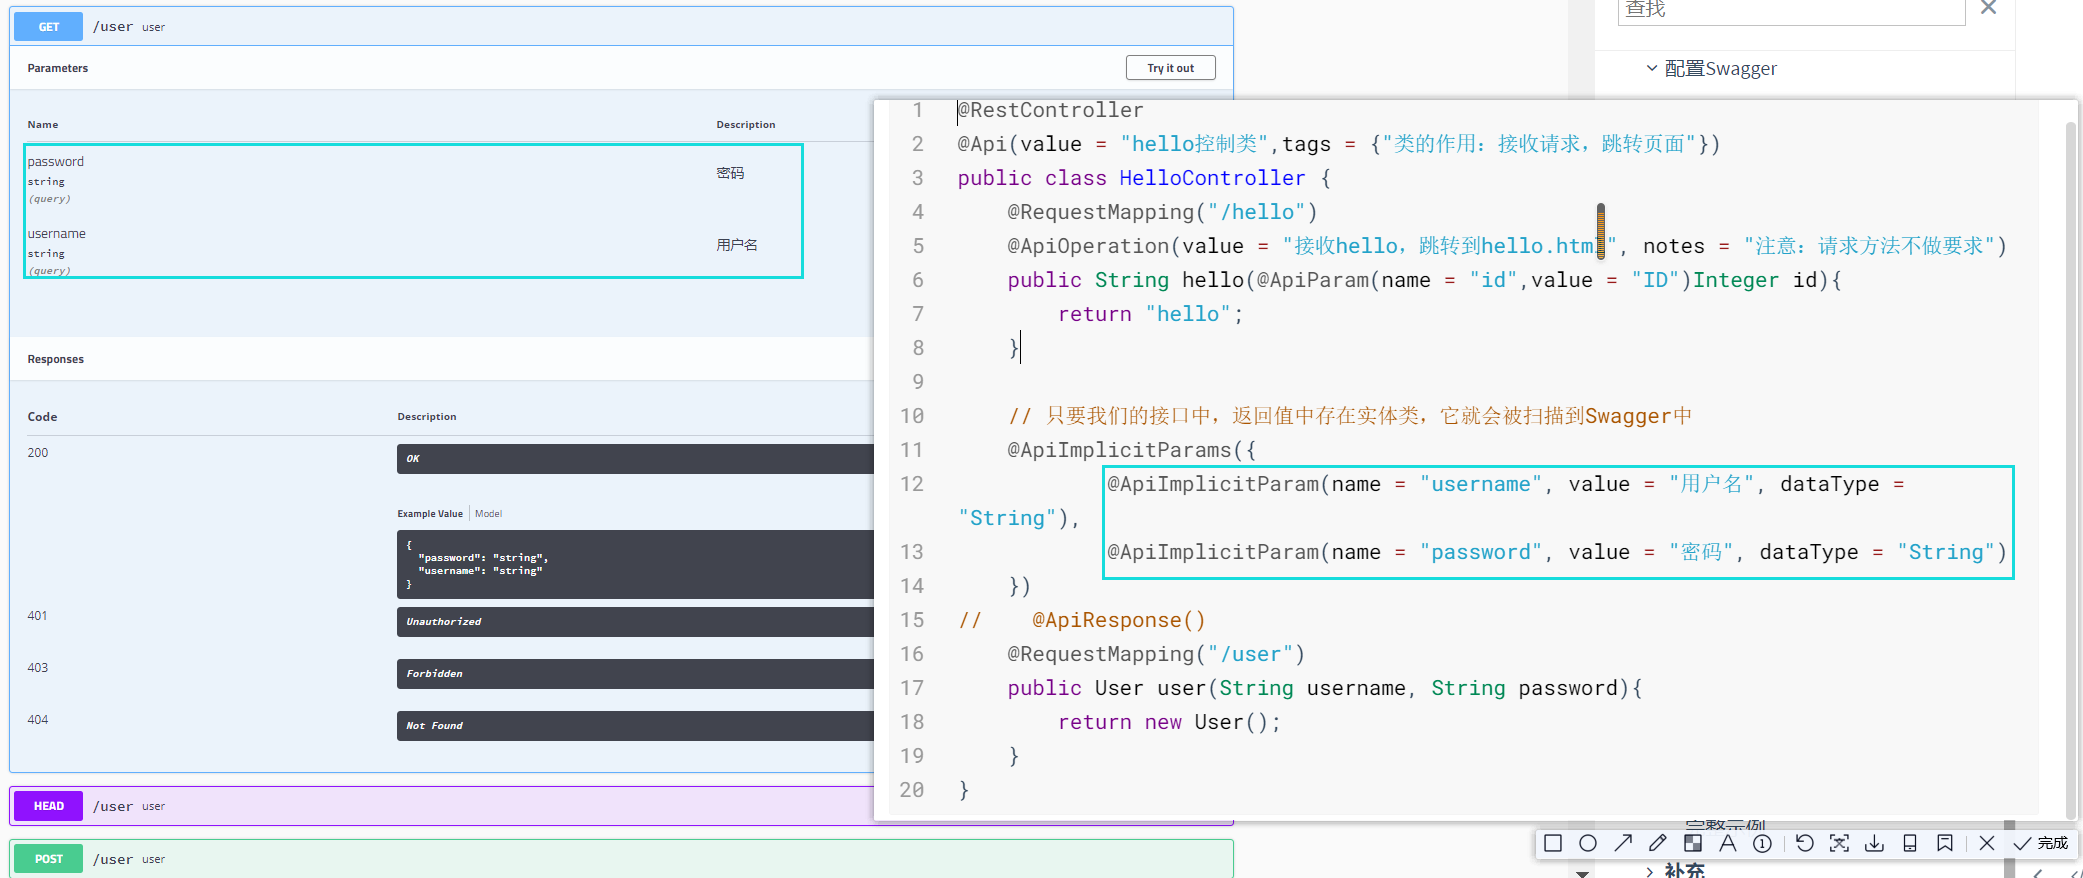 GET /user user
Parameters
Try it out
Name Description
password
string
(query)
密码
username
string
(query)
用户名
Responses
Code Description
200
OK
Example Value Model
{
"password": "string",
"username": "string"
}
401
Unauthorized
403
Forbidden
404
Not Found
HEAD /user user
POST /user user
查找
配置Swagger
1 @RestController
2 @Api(value = "hello控制类",tags = {"类的作用：接收请求，跳转页面"})
3 public class HelloController {
4 @RequestMapping("/hello")
5 @ApiOperation(value = "接收hello，跳转到hello.html", notes = "注意：请求方法不做要求")
6 public String hello(@ApiParam(name = "id",value = "ID")Integer id){
7 return "hello";
8 }
9
10 // 只要我们的接口中，返回值中存在实体类，它就会被扫描到Swagger中
11 @ApiImplicitParams({
12 @ApiImplicitParam(name = "username", value = "用户名", dataType =
"String"),
13 @ApiImplicitParam(name = "password", value = "密码", dataType = "String")
14 })
15 // @ApiResponse()
16 @RequestMapping("/user")
17 public User user(String username, String password){
18 return new User();
19 }
20 }
完整示例
完成
补充